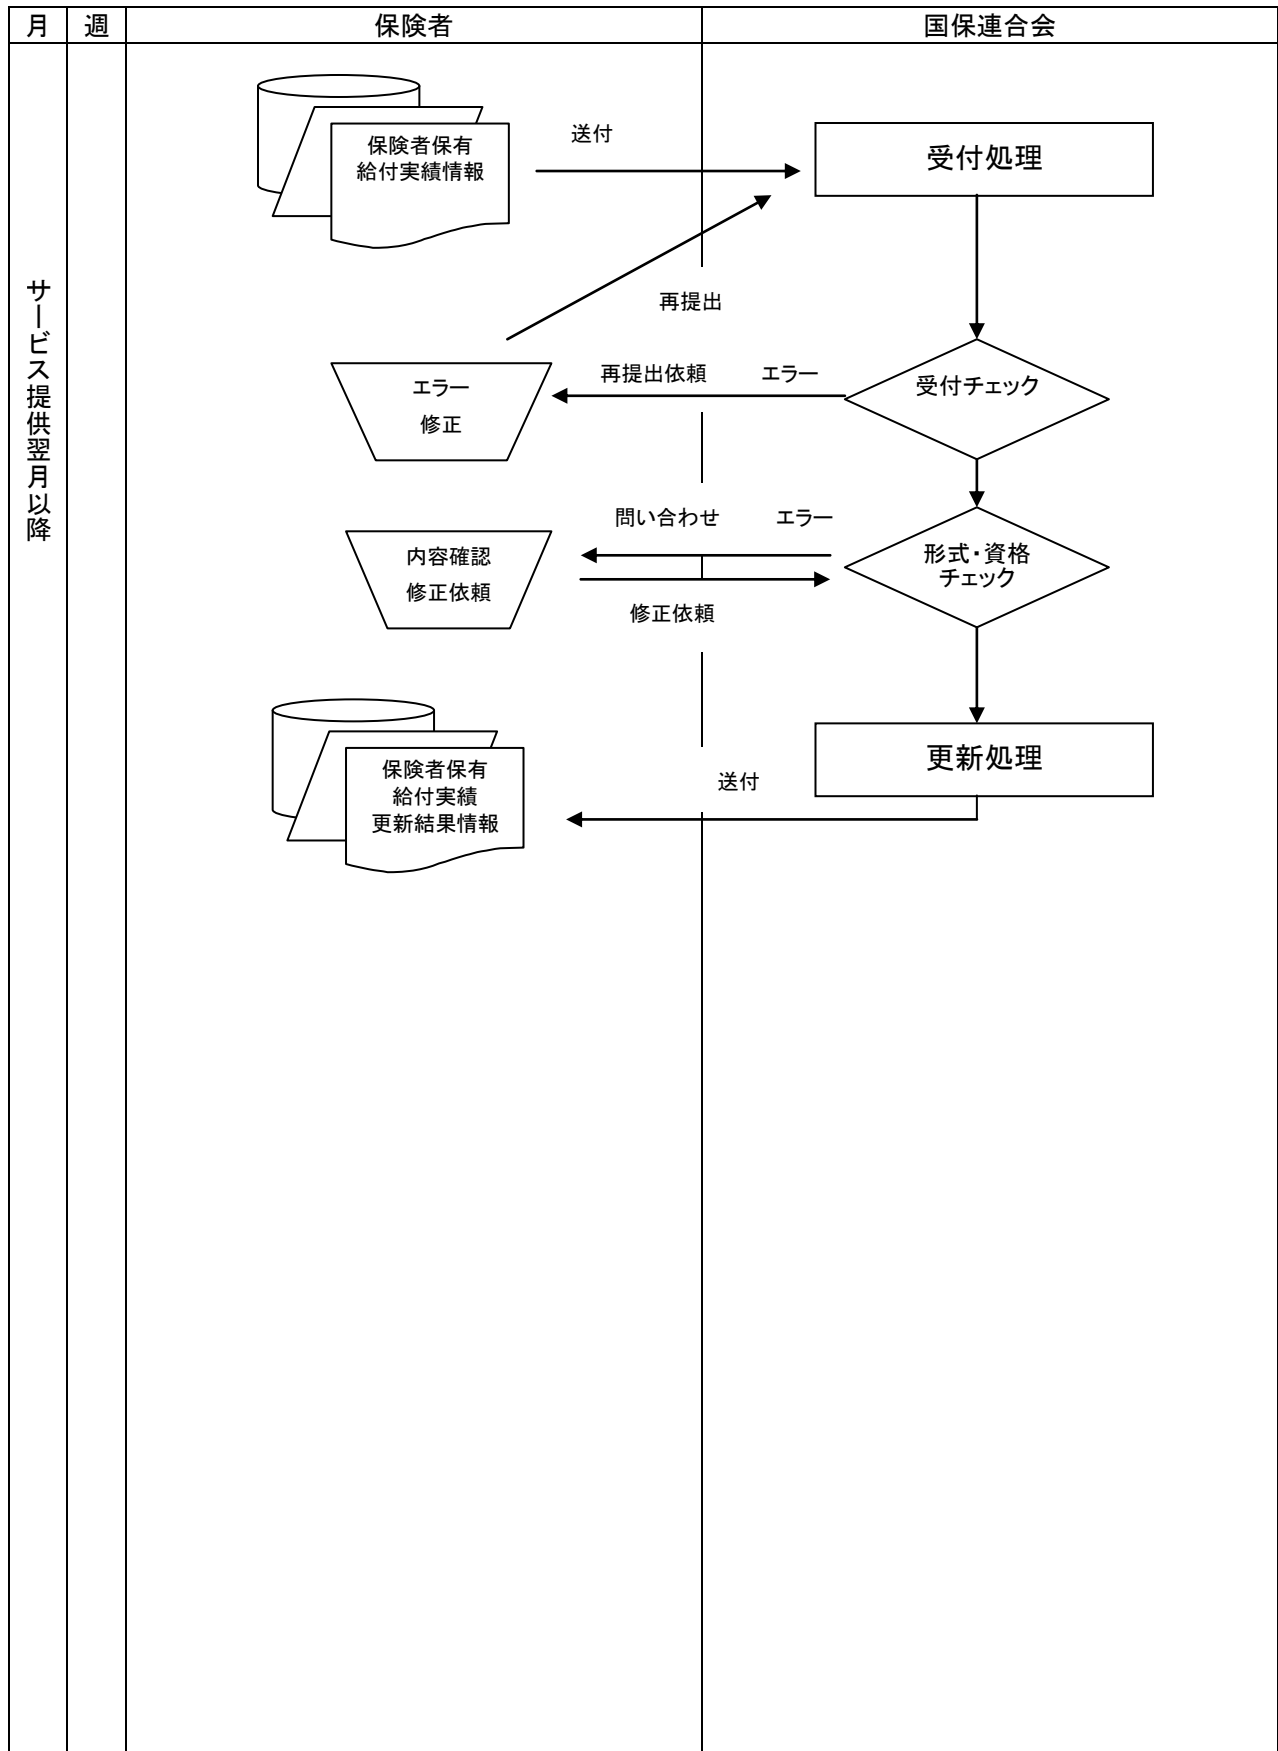 月
週
保険者
国保連合会
サービス提供翌月以降
保険者保有
給付実績情報
送付
受付処理
再提出
エラー
修正
再提出依頼
エラー
受付チェック
内容確認
修正依頼
問い合わせ
エラー
修正依頼
形式・資格
チェック
保険者保有
給付実績
更新結果情報
送付
更新処理